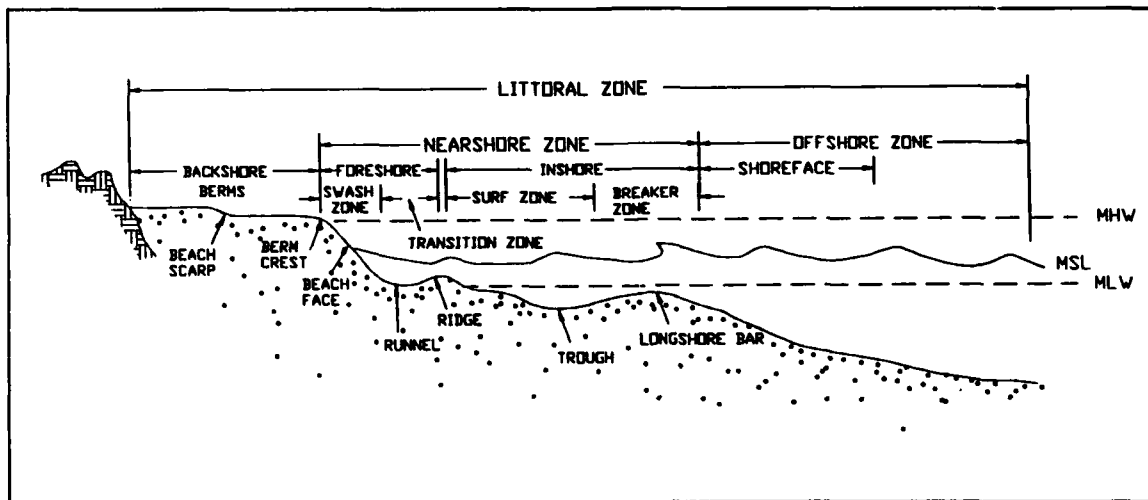 LITTORAL ZONE
NEARSHORE ZONE
OFFSHORE ZONE
BACKSHORE
FORESHORE
INSHORE
SHOREFACE
BERMS
SWASH
ZONE
SURF ZONE
BREAKER
ZONE
MHW
TRANSITION ZONE
BEACH
SCARP
BERM
CREST
MSL
BEACH
FACE
MLW
RIDGE
RUNNEL
TROUGH
LONGSHORE BAR